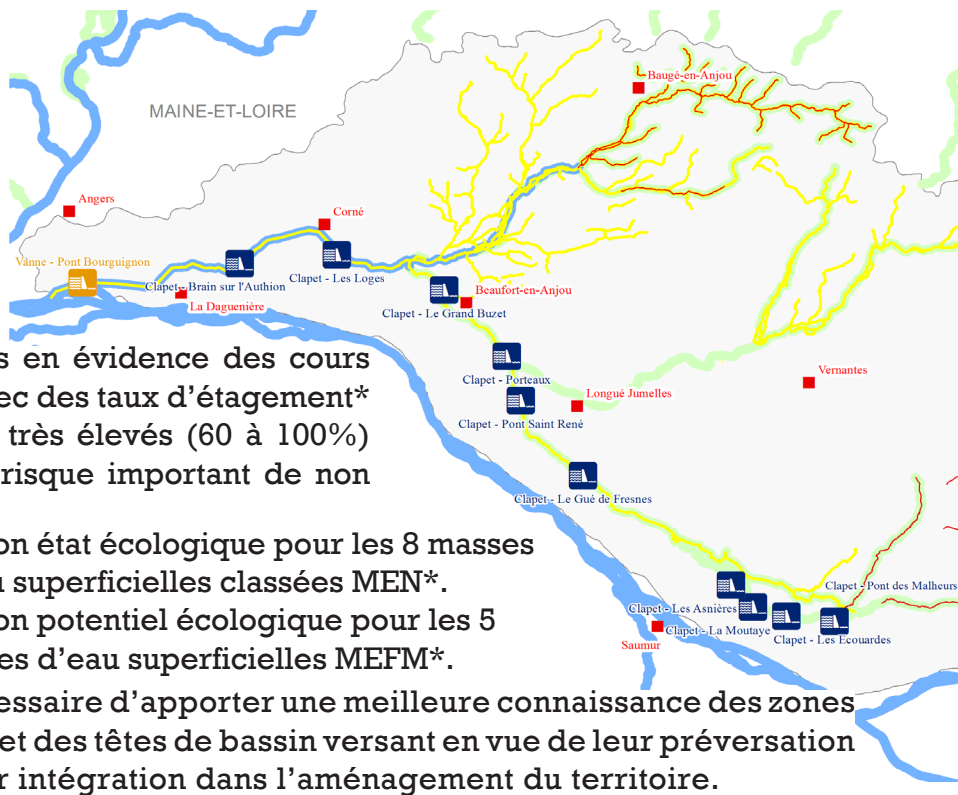 Baugé-en-Anjou
MAINE-ET-LOIRE
Angers
Corné
Vanne - Pont Bourguignon
Clapet - Les Loges
Clapet - Brain sur l'Authion
Beaufort-en-Anjou
La Daguenière
Clapet - Le Grand Buzet
s en évidence des cours
ec des taux d'étagement*
très élevés (60 à 100%)
risque important de non
Vernantes
Clapet - Porteaux
Longué Jumelles
Clapet - Pont Saint René
Clapet - Le Gué de Fresnes
on état écologique pour les 8 masses
u superficielles classées MEN*.
on potentiel écologique pour les 5
es d'eau superficielles MEFM*.
Clapet - Pont des Malheurs
Clapet - Les Asnières
Clapet - La Moutaye
Clapet - Les Ecouardes
Saumur
essaire d'apporter une meilleure connaissance des zones
et des têtes de bassin versant en vue de leur préversation
r intégration dans l'aménagement du territoire.